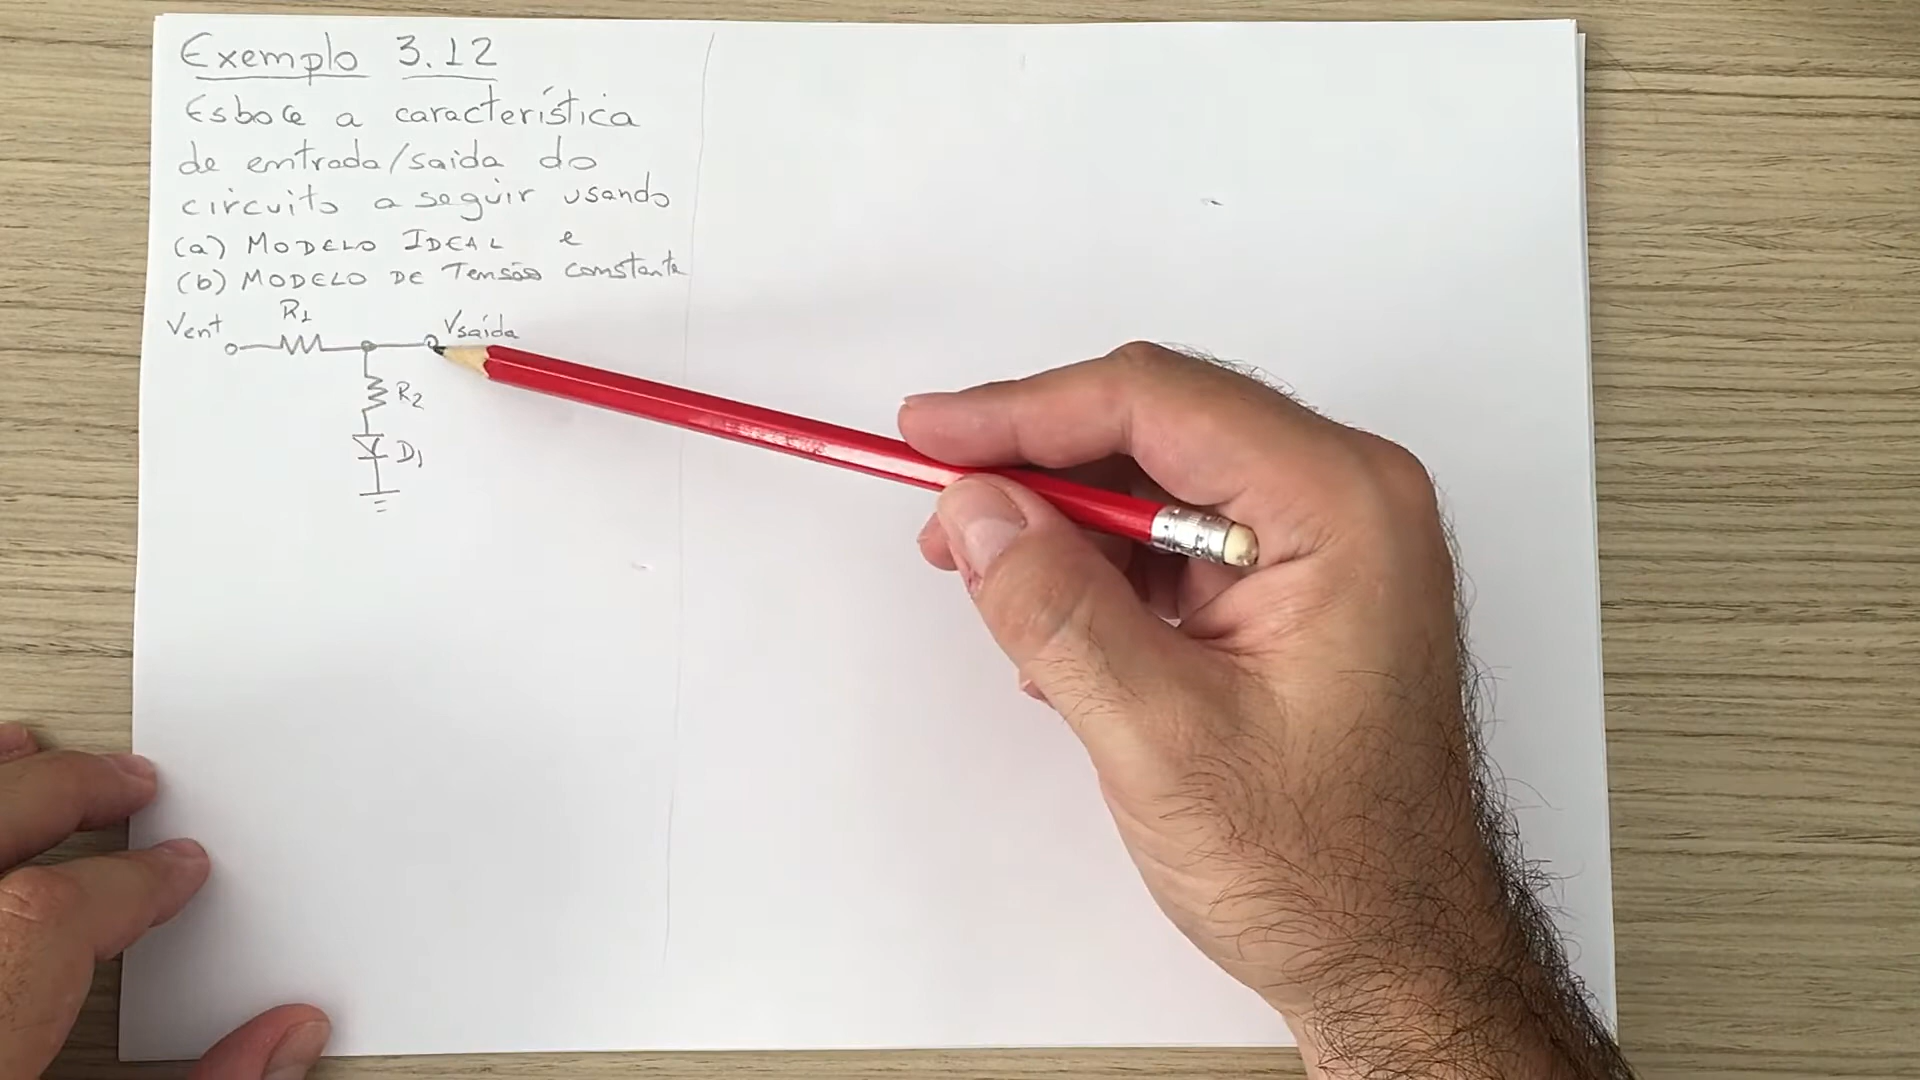 Exemplo 3.12
Esboce a característica
de entrada/saida do
circuito a seguir usando
(a) MODELO IDEAL e
(b) MODELO DE Tensão constante
R1
Vent
Vsaída
R2
D1